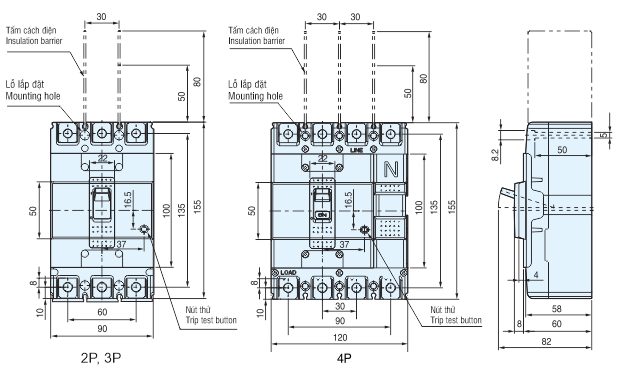 Tấm cách điện
Insulation barrier
30
80
50
Lỗ lắp đặt
Mounting hole
22
50
16.5
100
135
155
37
8
10
60
90
Nút thử
Trip test button
2P, 3P
Tấm cách điện
Insulation barrier
30
30
80
50
Lỗ lắp đặt
Mounting hole
LINE
22
N
50
16.5
ON
100
135
155
37
LOAD
8
10
30
90
120
Nút thử
Trip test button
4P
8.2
5
50
4
58
8
60
82